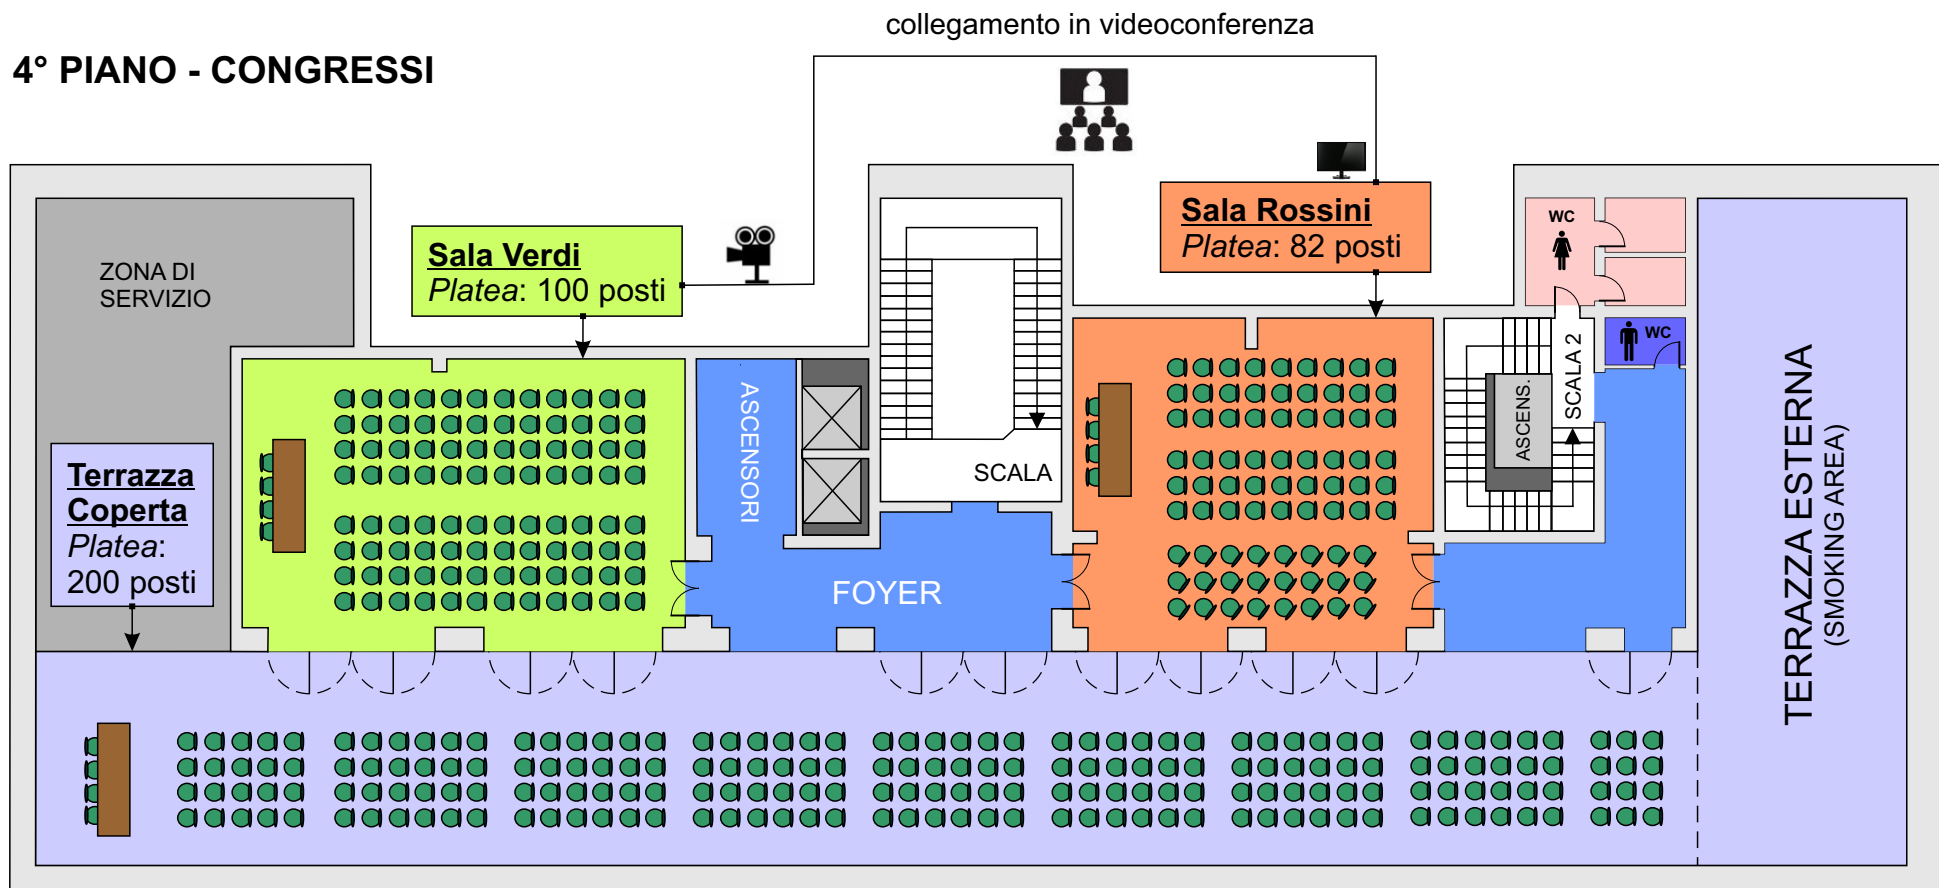 collegamento in videoconferenza
4° PIANO - CONGRESSI
Sala Verdi
Platea: 100 posti
Sala Rossini
Platea: 82 posti
WC
WC
ZONA DI
SERVIZIO
Terrazza
Coperta
Platea:
200 posti
ASCENSORI
SCALA
FOYER
ASCENS.
SCALA 2
TERRAZZA ESTERNA
(SMOKING AREA)